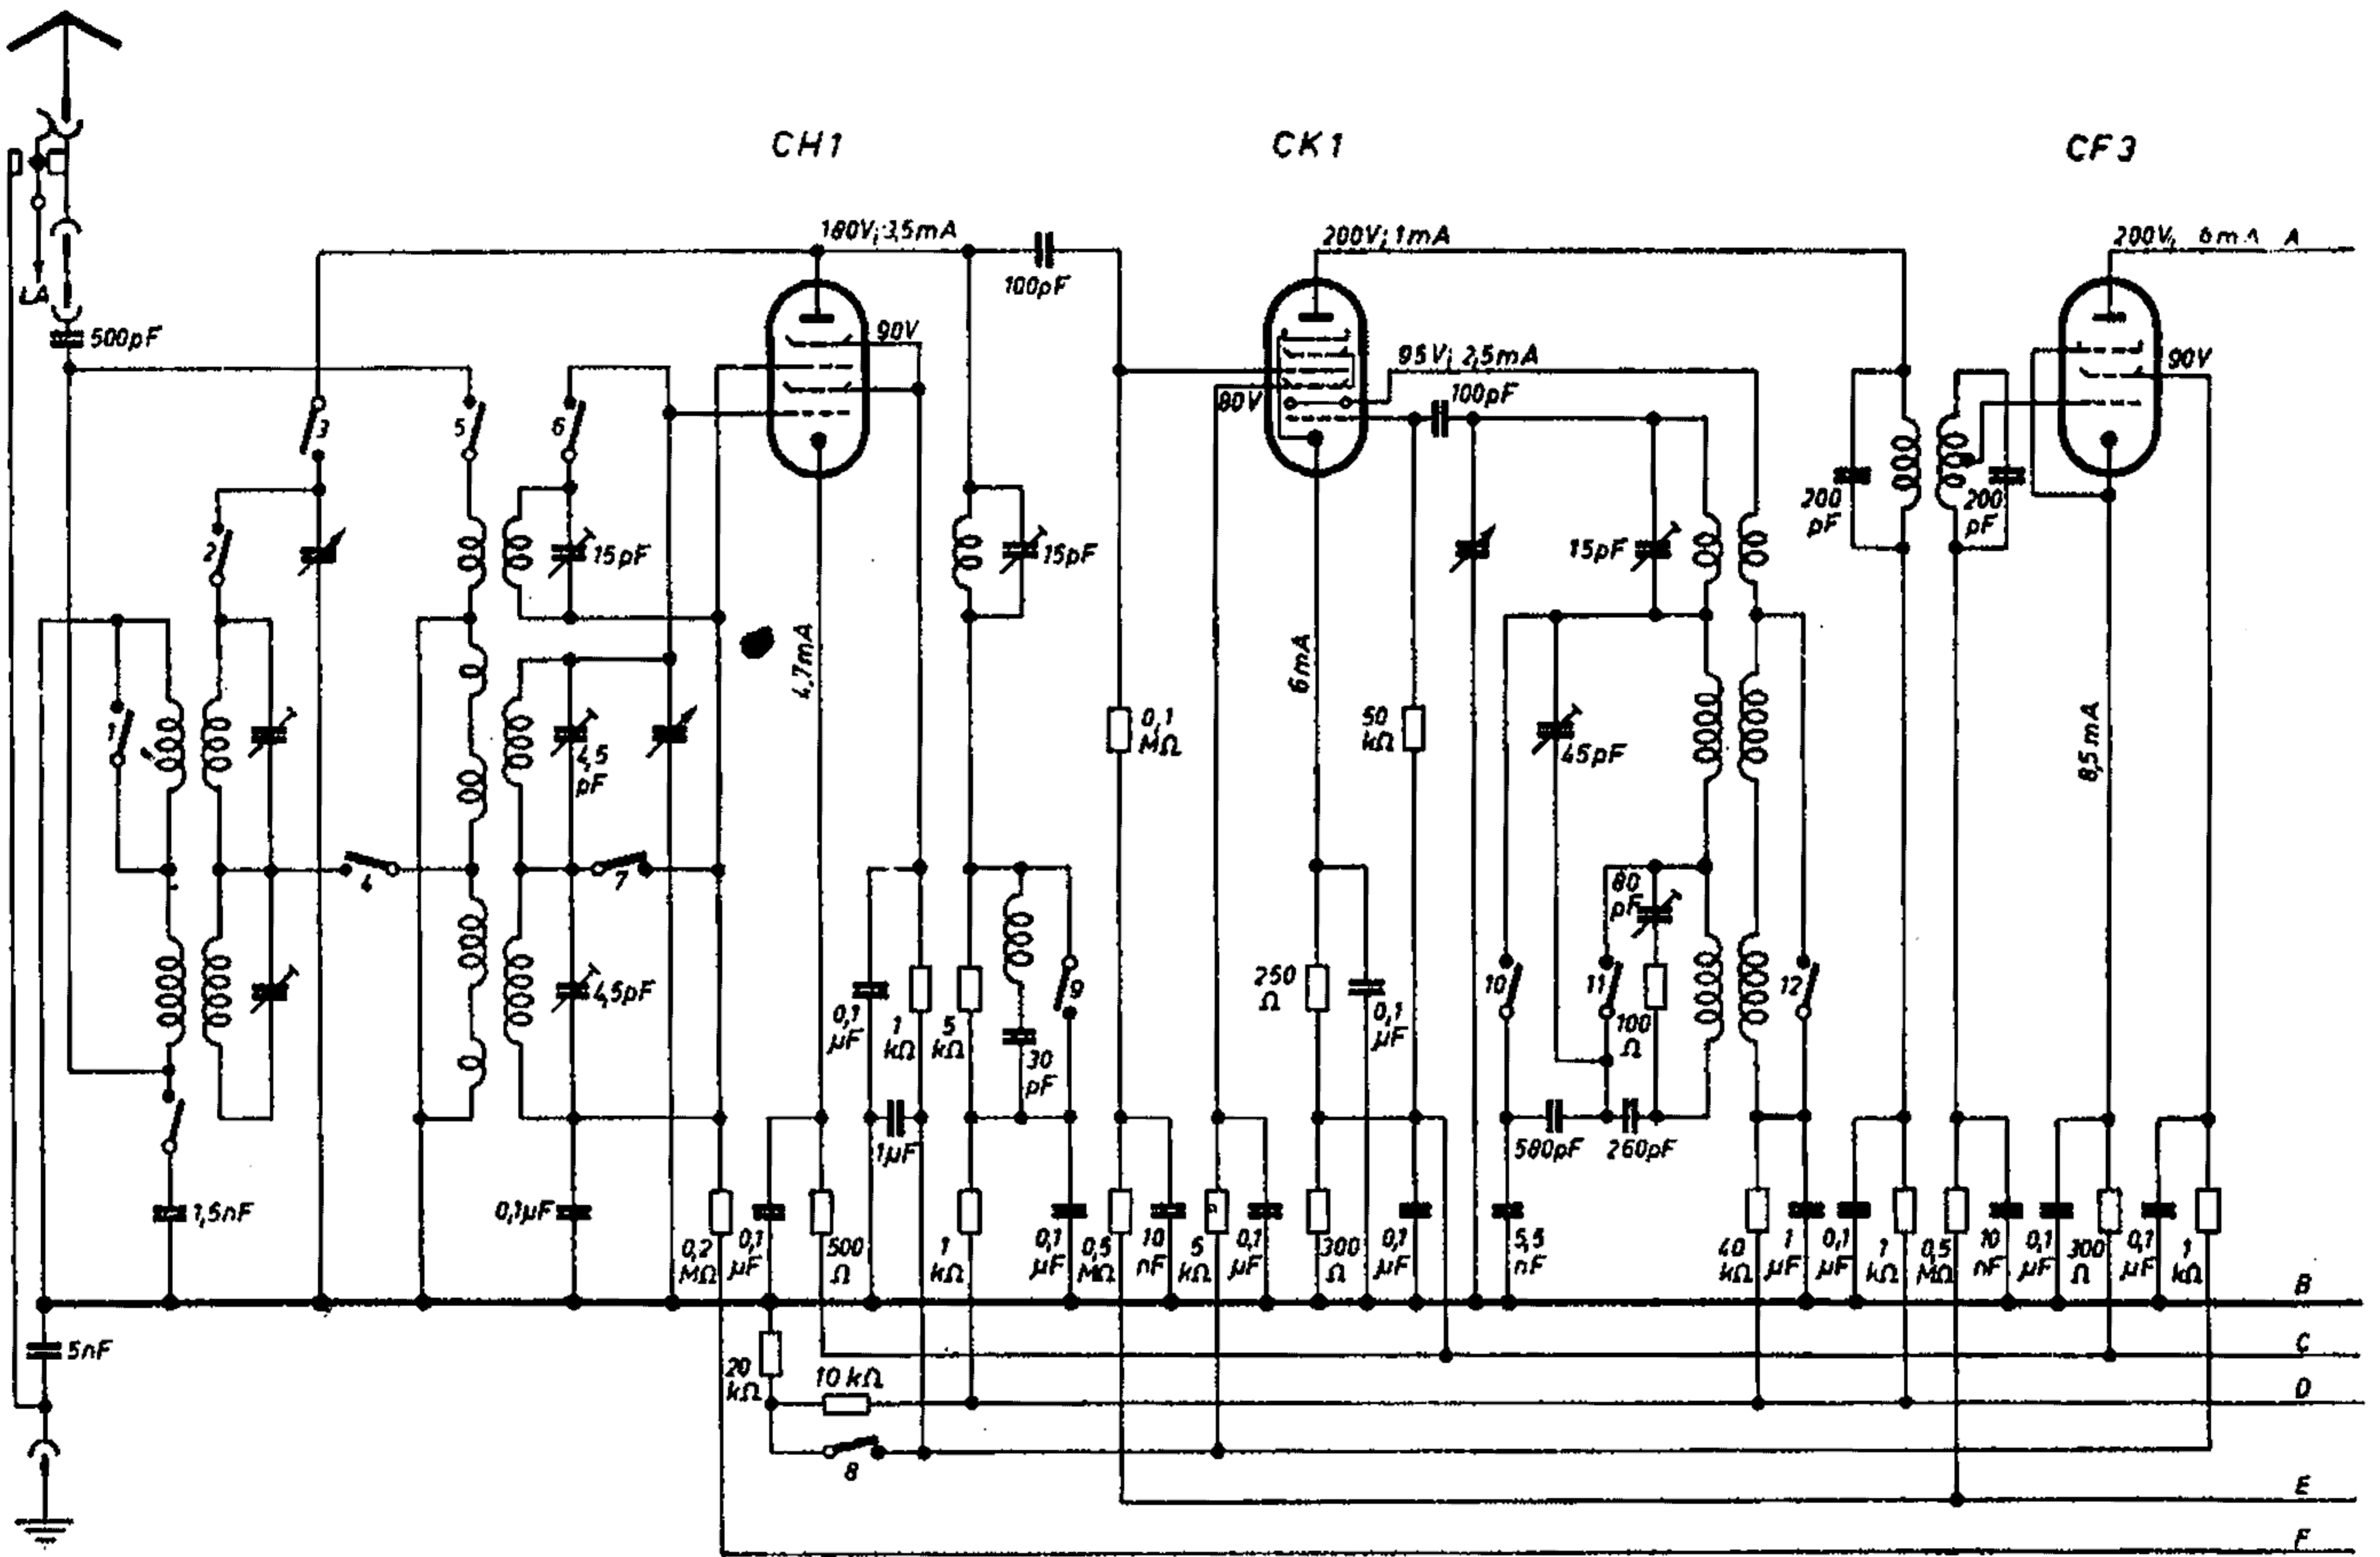 CH1
CK1
CF3
180V; 3,5mA
200V; 1mA
200V; 6mA A
LA
500pF
100pF
90V
95V; 2,5mA
100pF
80V
90V
3
5
6
2
15pF
15pF
15pF
200
pF
200
pF
1
4,5
pF
4,7mA
0,1
MΩ
6mA
50
kΩ
45pF
8,5mA
4
7
80
pF
4,5pF
0,1
µF
1
kΩ
5
kΩ
9
30
pF
250
Ω
0,1
µF
10
11
100
Ω
12
1µF
580pF
260pF
1,5nF
0,1µF
0,2
MΩ
0,1
µF
500
Ω
1
kΩ
0,1
µF
0,5
MΩ
10
nF
5
kΩ
0,1
µF
300
Ω
0,1
µF
5,5
nF
40
kΩ
1
µF
0,1
µF
1
kΩ
0,5
MΩ
10
nF
0,1
µF
300
Ω
0,1
µF
1
kΩ
B
5nF
20
kΩ
10 kΩ
C
D
8
E
F